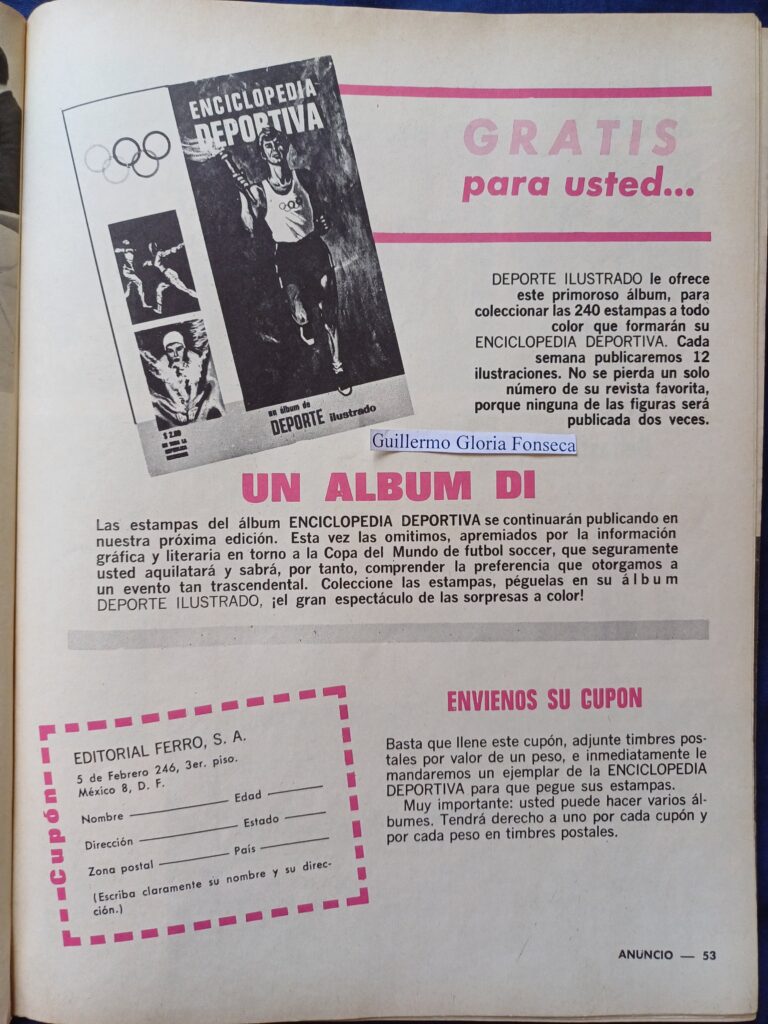 ENCICLOPEDIA
DEPORTIVA
$ 2.00
EN TODA LA
REPUBLICA
un álbum de
DEPORTE ilustrado
GRATIS
para usted...
DEPORTE ILUSTRADO le ofrece
este primoroso álbum, para
coleccionar las 240 estampas a todo
color que formarán su
ENCICLOPEDIA DEPORTIVA. Cada
semana publicaremos 12
ilustraciones. No se pierda un solo
número de su revista favorita,
porque ninguna de las figuras será
publicada dos veces.
Guillermo Gloria Fonseca
UN ALBUM DI
Las estampas del álbum ENCICLOPEDIA DEPORTIVA se continuarán publicando en
nuestra próxima edición. Esta vez las omitimos, apremiados por la información
gráfica y literaria en torno a la Copa del Mundo de futbol soccer, que seguramente
usted aquilatará y sabrá, por tanto, comprender la preferencia que otorgamos a
un evento tan trascendental. Coleccione las estampas, péguelas en su álbum
DEPORTE ILUSTRADO, ¡el gran espectáculo de las sorpresas a color!
Cupón
EDITORIAL FERRO, S. A.
5 de Febrero 246, 3er. piso.
México 8, D. F.
Nombre Edad
Dirección Estado
Zona postal País
(Escriba claramente su nombre y su direc-
ción.)
ENVIENOS SU CUPON
Basta que llene este cupón, adjunte timbres pos-
tales por valor de un peso, e inmediatamente le
mandaremos un ejemplar de la ENCICLOPEDIA
DEPORTIVA para que pegue sus estampas.
Muy importante: usted puede hacer varios ál-
bumes. Tendrá derecho a uno por cada cupón y
por cada peso en timbres postales.
ANUNCIO — 53